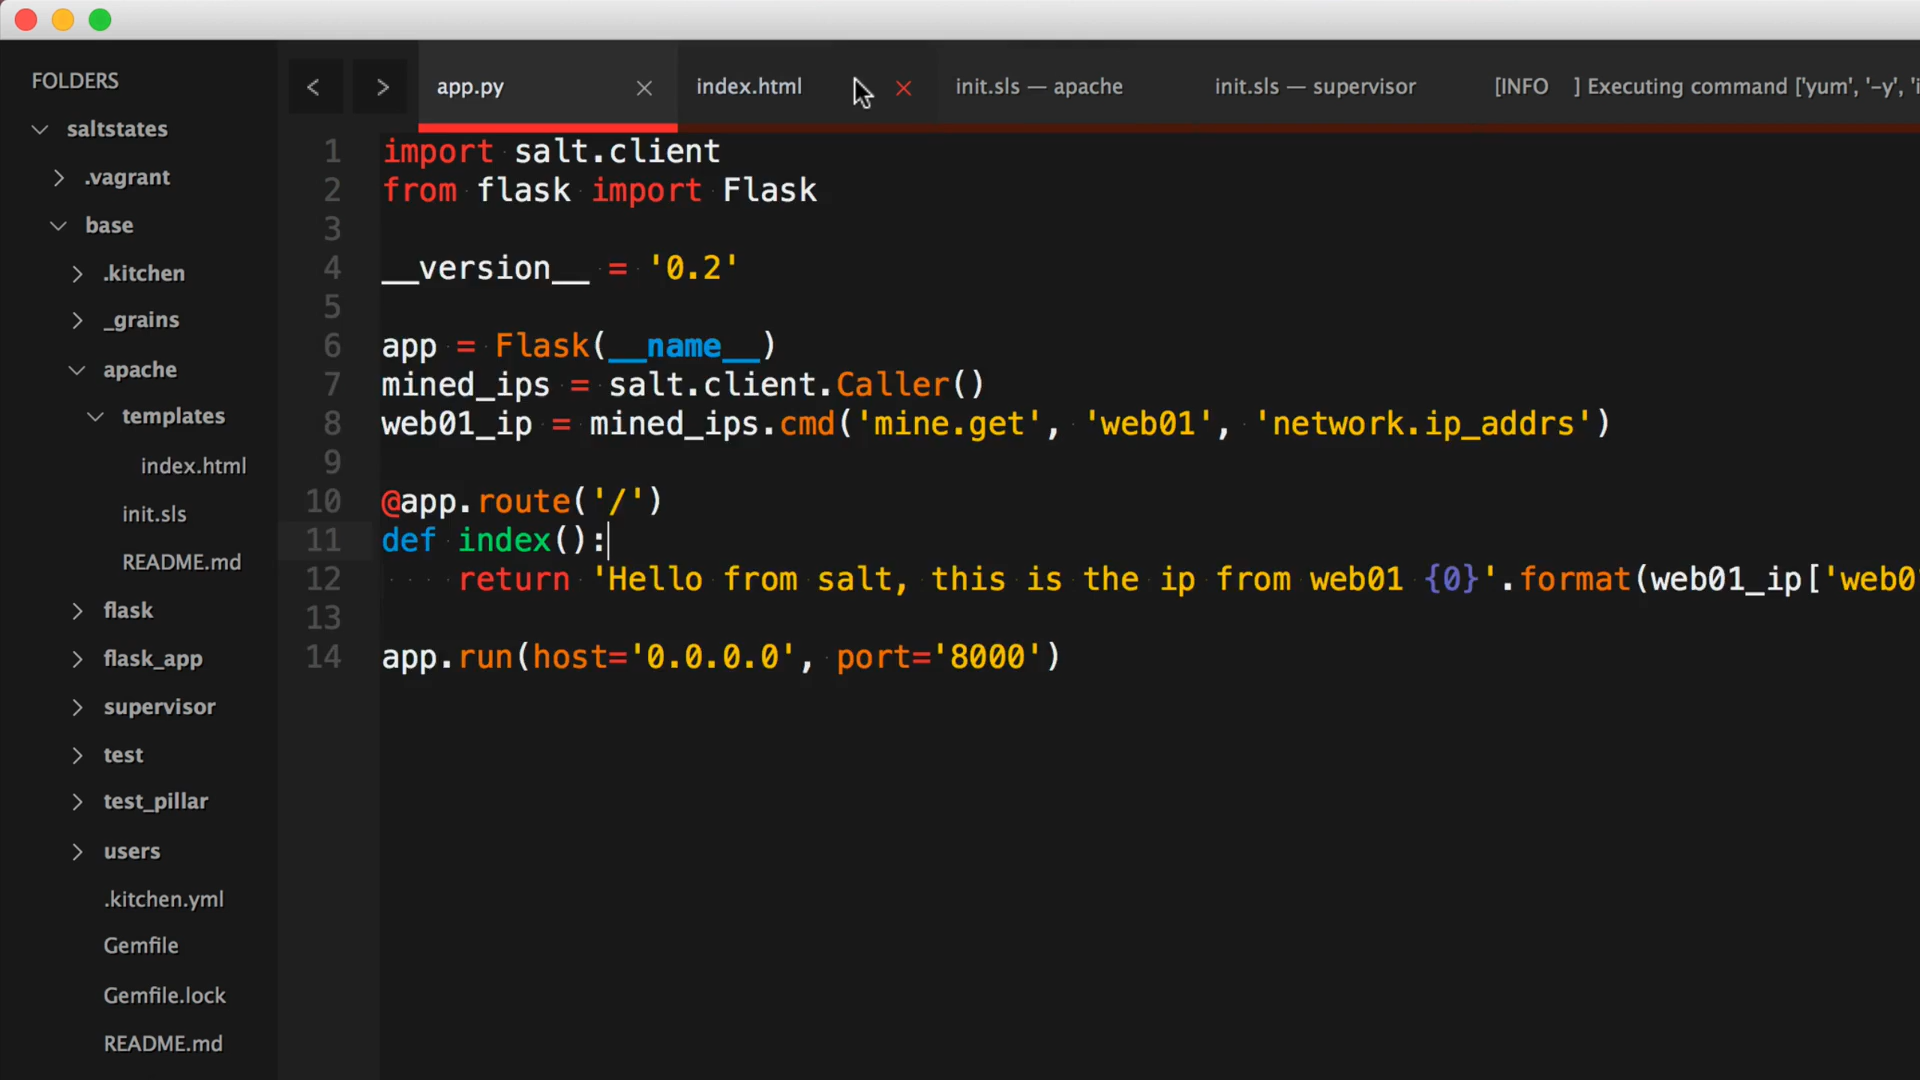 FOLDERS
saltstates
.vagrant
base
.kitchen
_grains
apache
templates
index.html
init.sls
README.md
flask
flask_app
supervisor
test
test_pillar
users
.kitchen.yml
Gemfile
Gemfile.lock
README.md
app.py index.html init.sls — apache init.sls — supervisor [INFO ] Executing command ['yum', '-y', 'i
1 import salt.client
2 from flask import Flask
3
4 __version__ = '0.2'
5
6 app = Flask(__name__)
7 mined_ips = salt.client.Caller()
8 web01_ip = mined_ips.cmd('mine.get', 'web01', 'network.ip_addrs')
9
10 @app.route('/')
11 def index():
12 return 'Hello from salt, this is the ip from web01 {0}'.format(web01_ip['web0
13
14 app.run(host='0.0.0.0', port='8000')